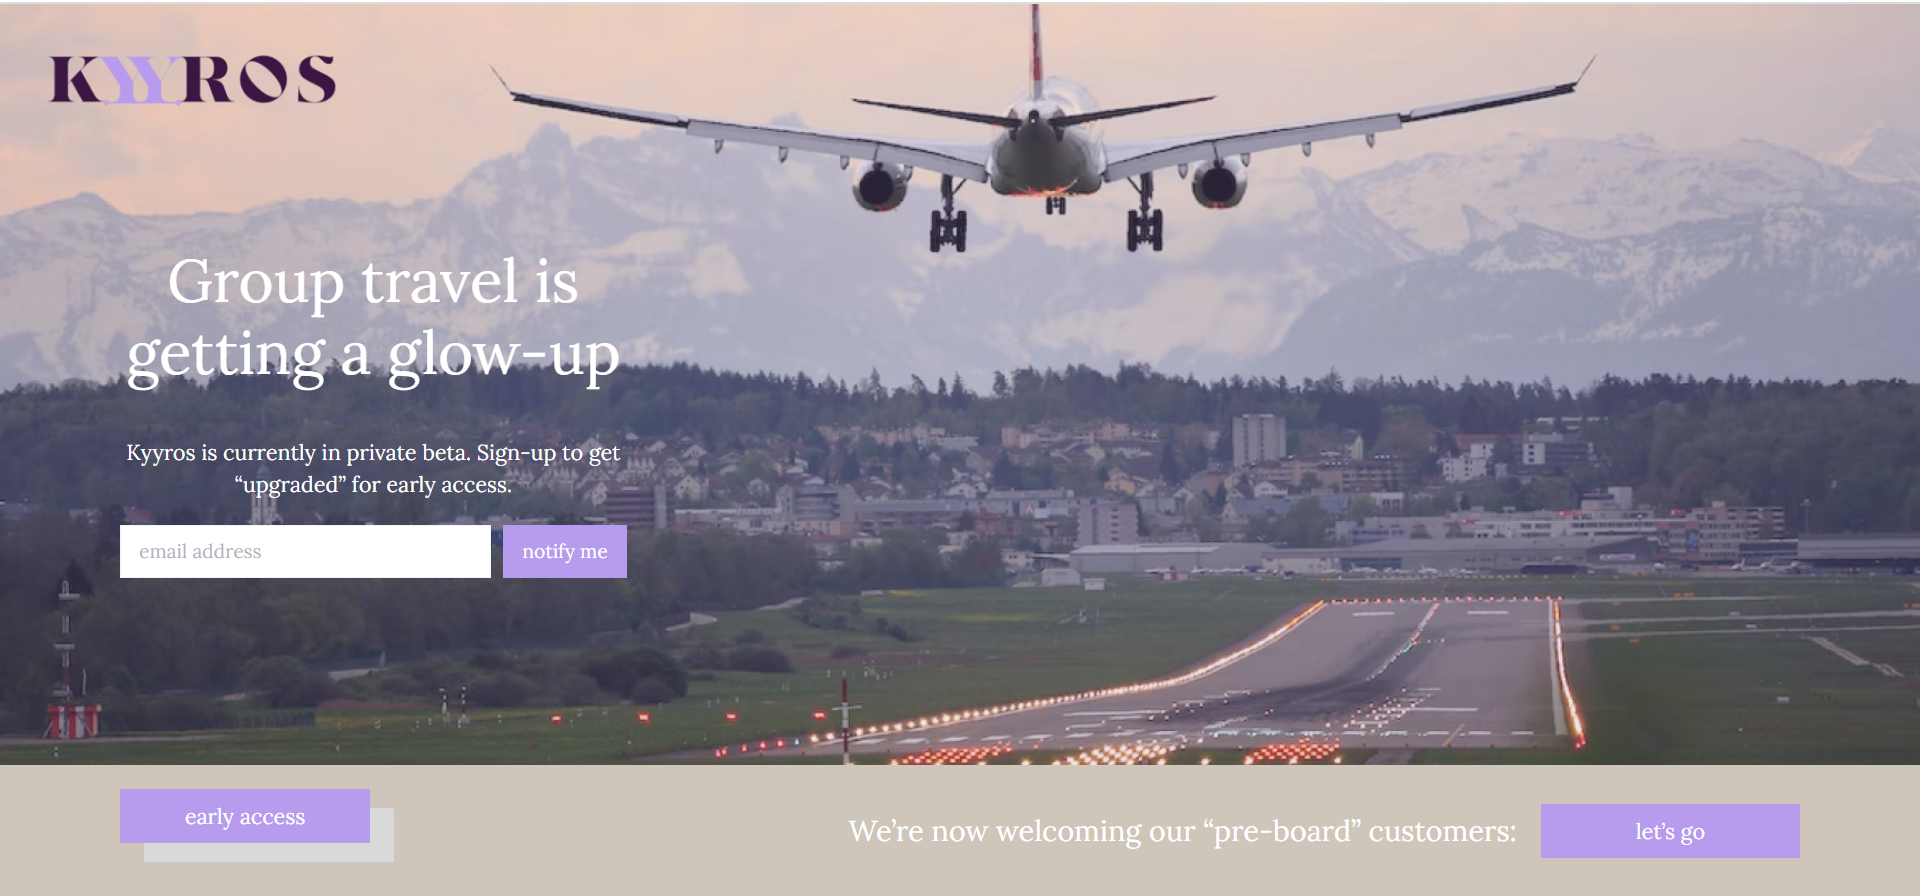 KYYROS
Group travel is
getting a glow-up
Kyyros is currently in private beta. Sign-up to get
“upgraded” for early access.
email address
notify me
early access
We’re now welcoming our “pre-board” customers:
let’s go